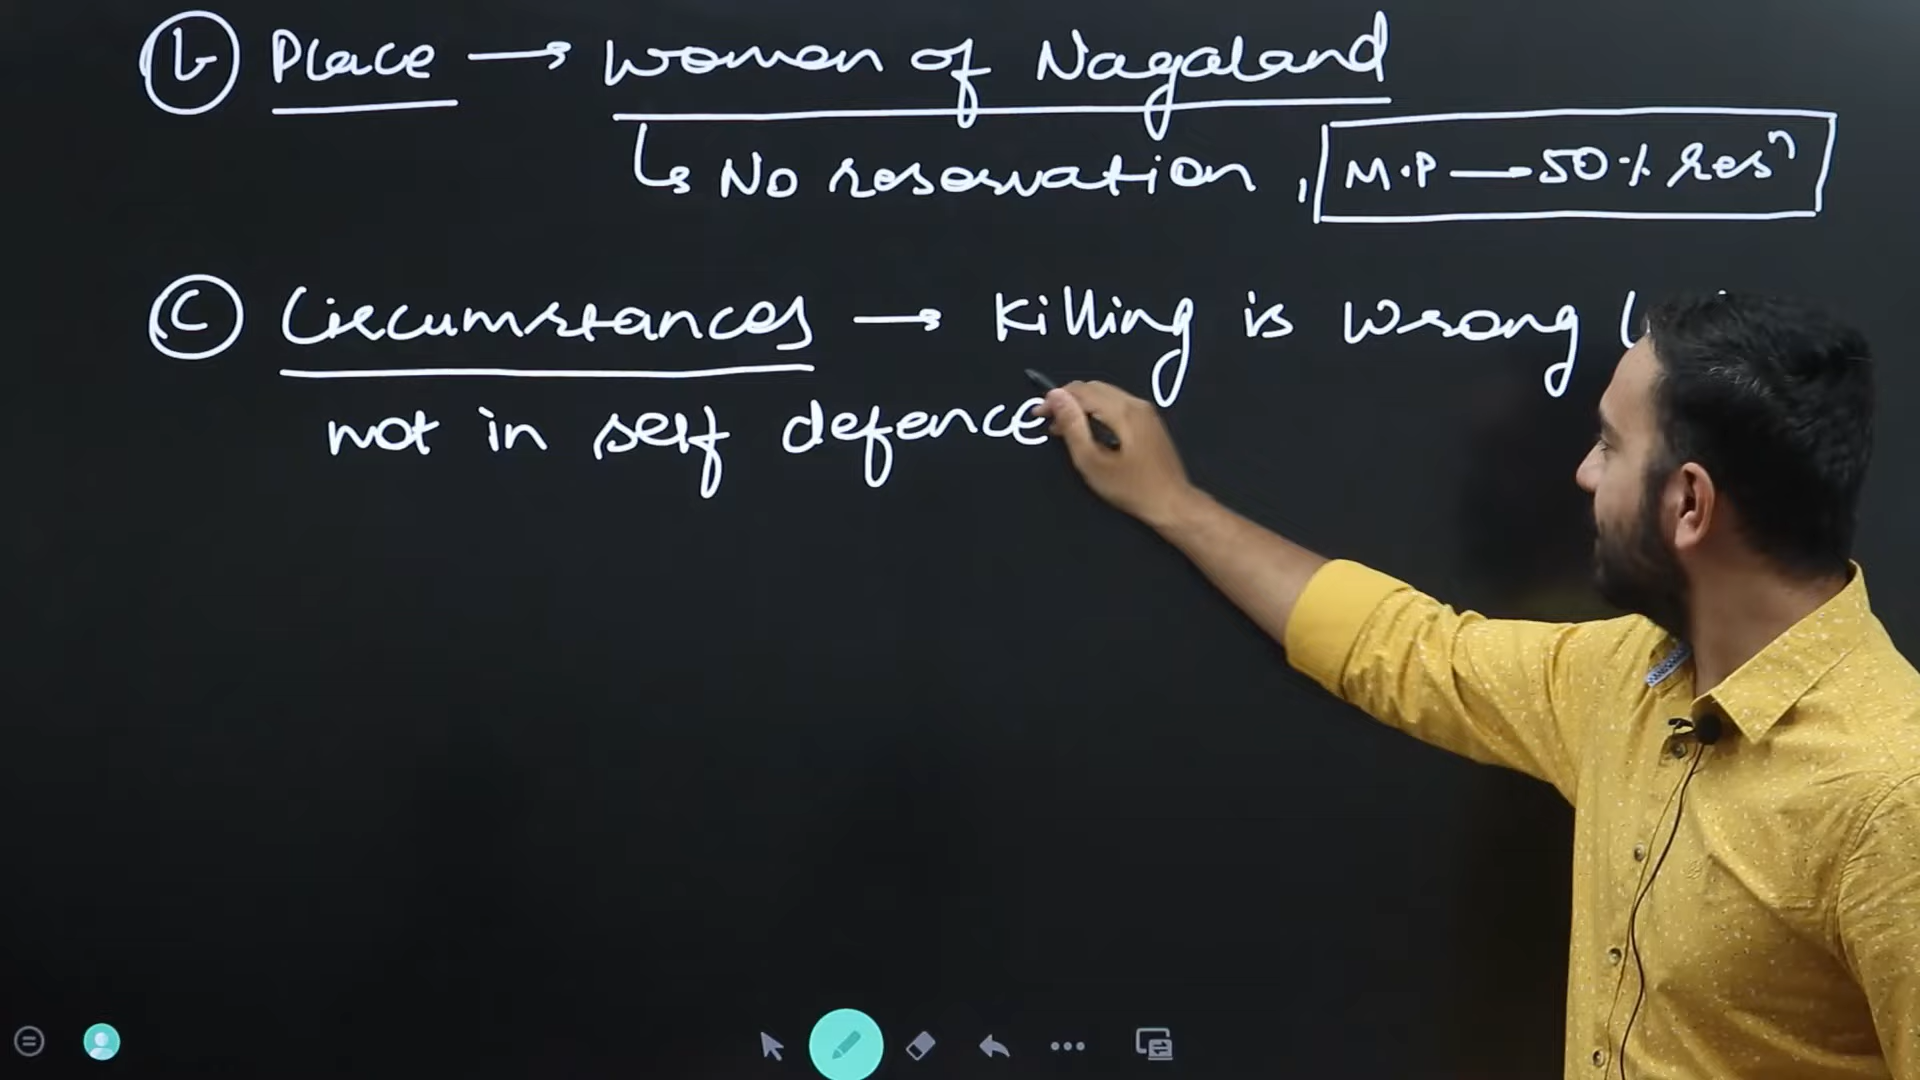 b Place → women of Nagaland
↳ No reservation, M.P → 50% resⁿ
C Circumstances → Killing is wrong
not in self defence